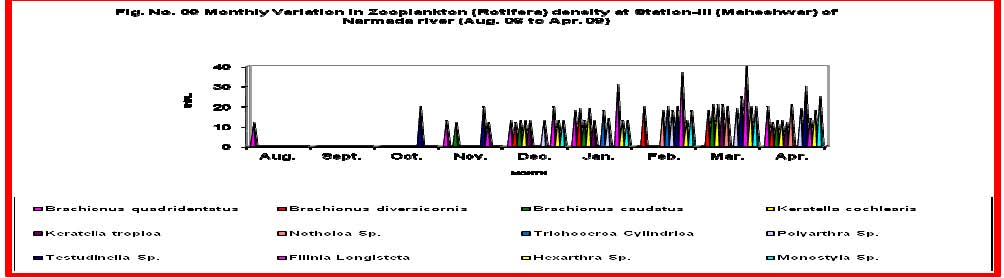 Fig. No. 09 Monthly Variation in Zooplankton (Rotifera) density at Station-III (Maheshwar) of
Narmada river (Aug. 08 to Apr. 09)
40
30
20
10
0
Aug. Sept. Oct. Nov. Dec. Jan. Feb. Mar. Apr.
MONTH
Brachionus quadridentatus Brachionus diversicornis Brachionus caudatus Keratella cochlearis
Keratella tropica Notholca Sp. Trichocerca Cylindrica Polyarthra Sp.
Testudinella Sp. Filinia Longisteta Hexarthra Sp. Monostyla Sp.